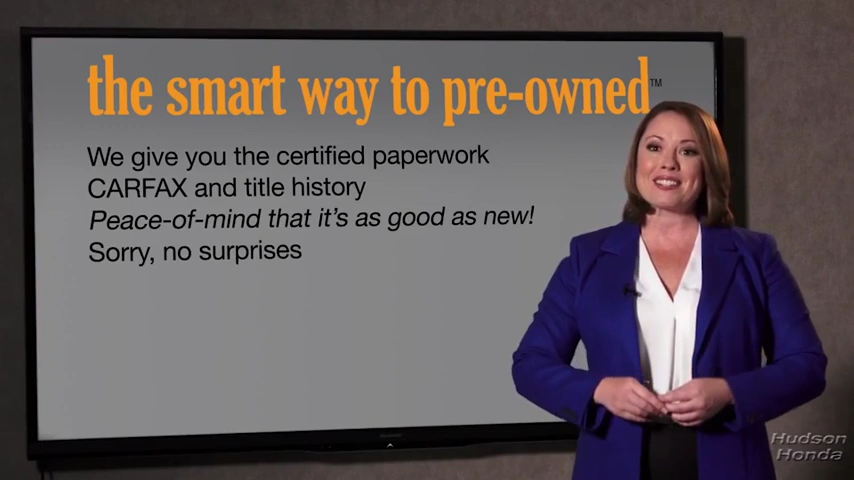 the smart way to pre-owned™
We give you the certified paperwork
CARFAX and title history
Peace-of-mind that it's as good as new!
Sorry, no surprises
Hudson
Honda